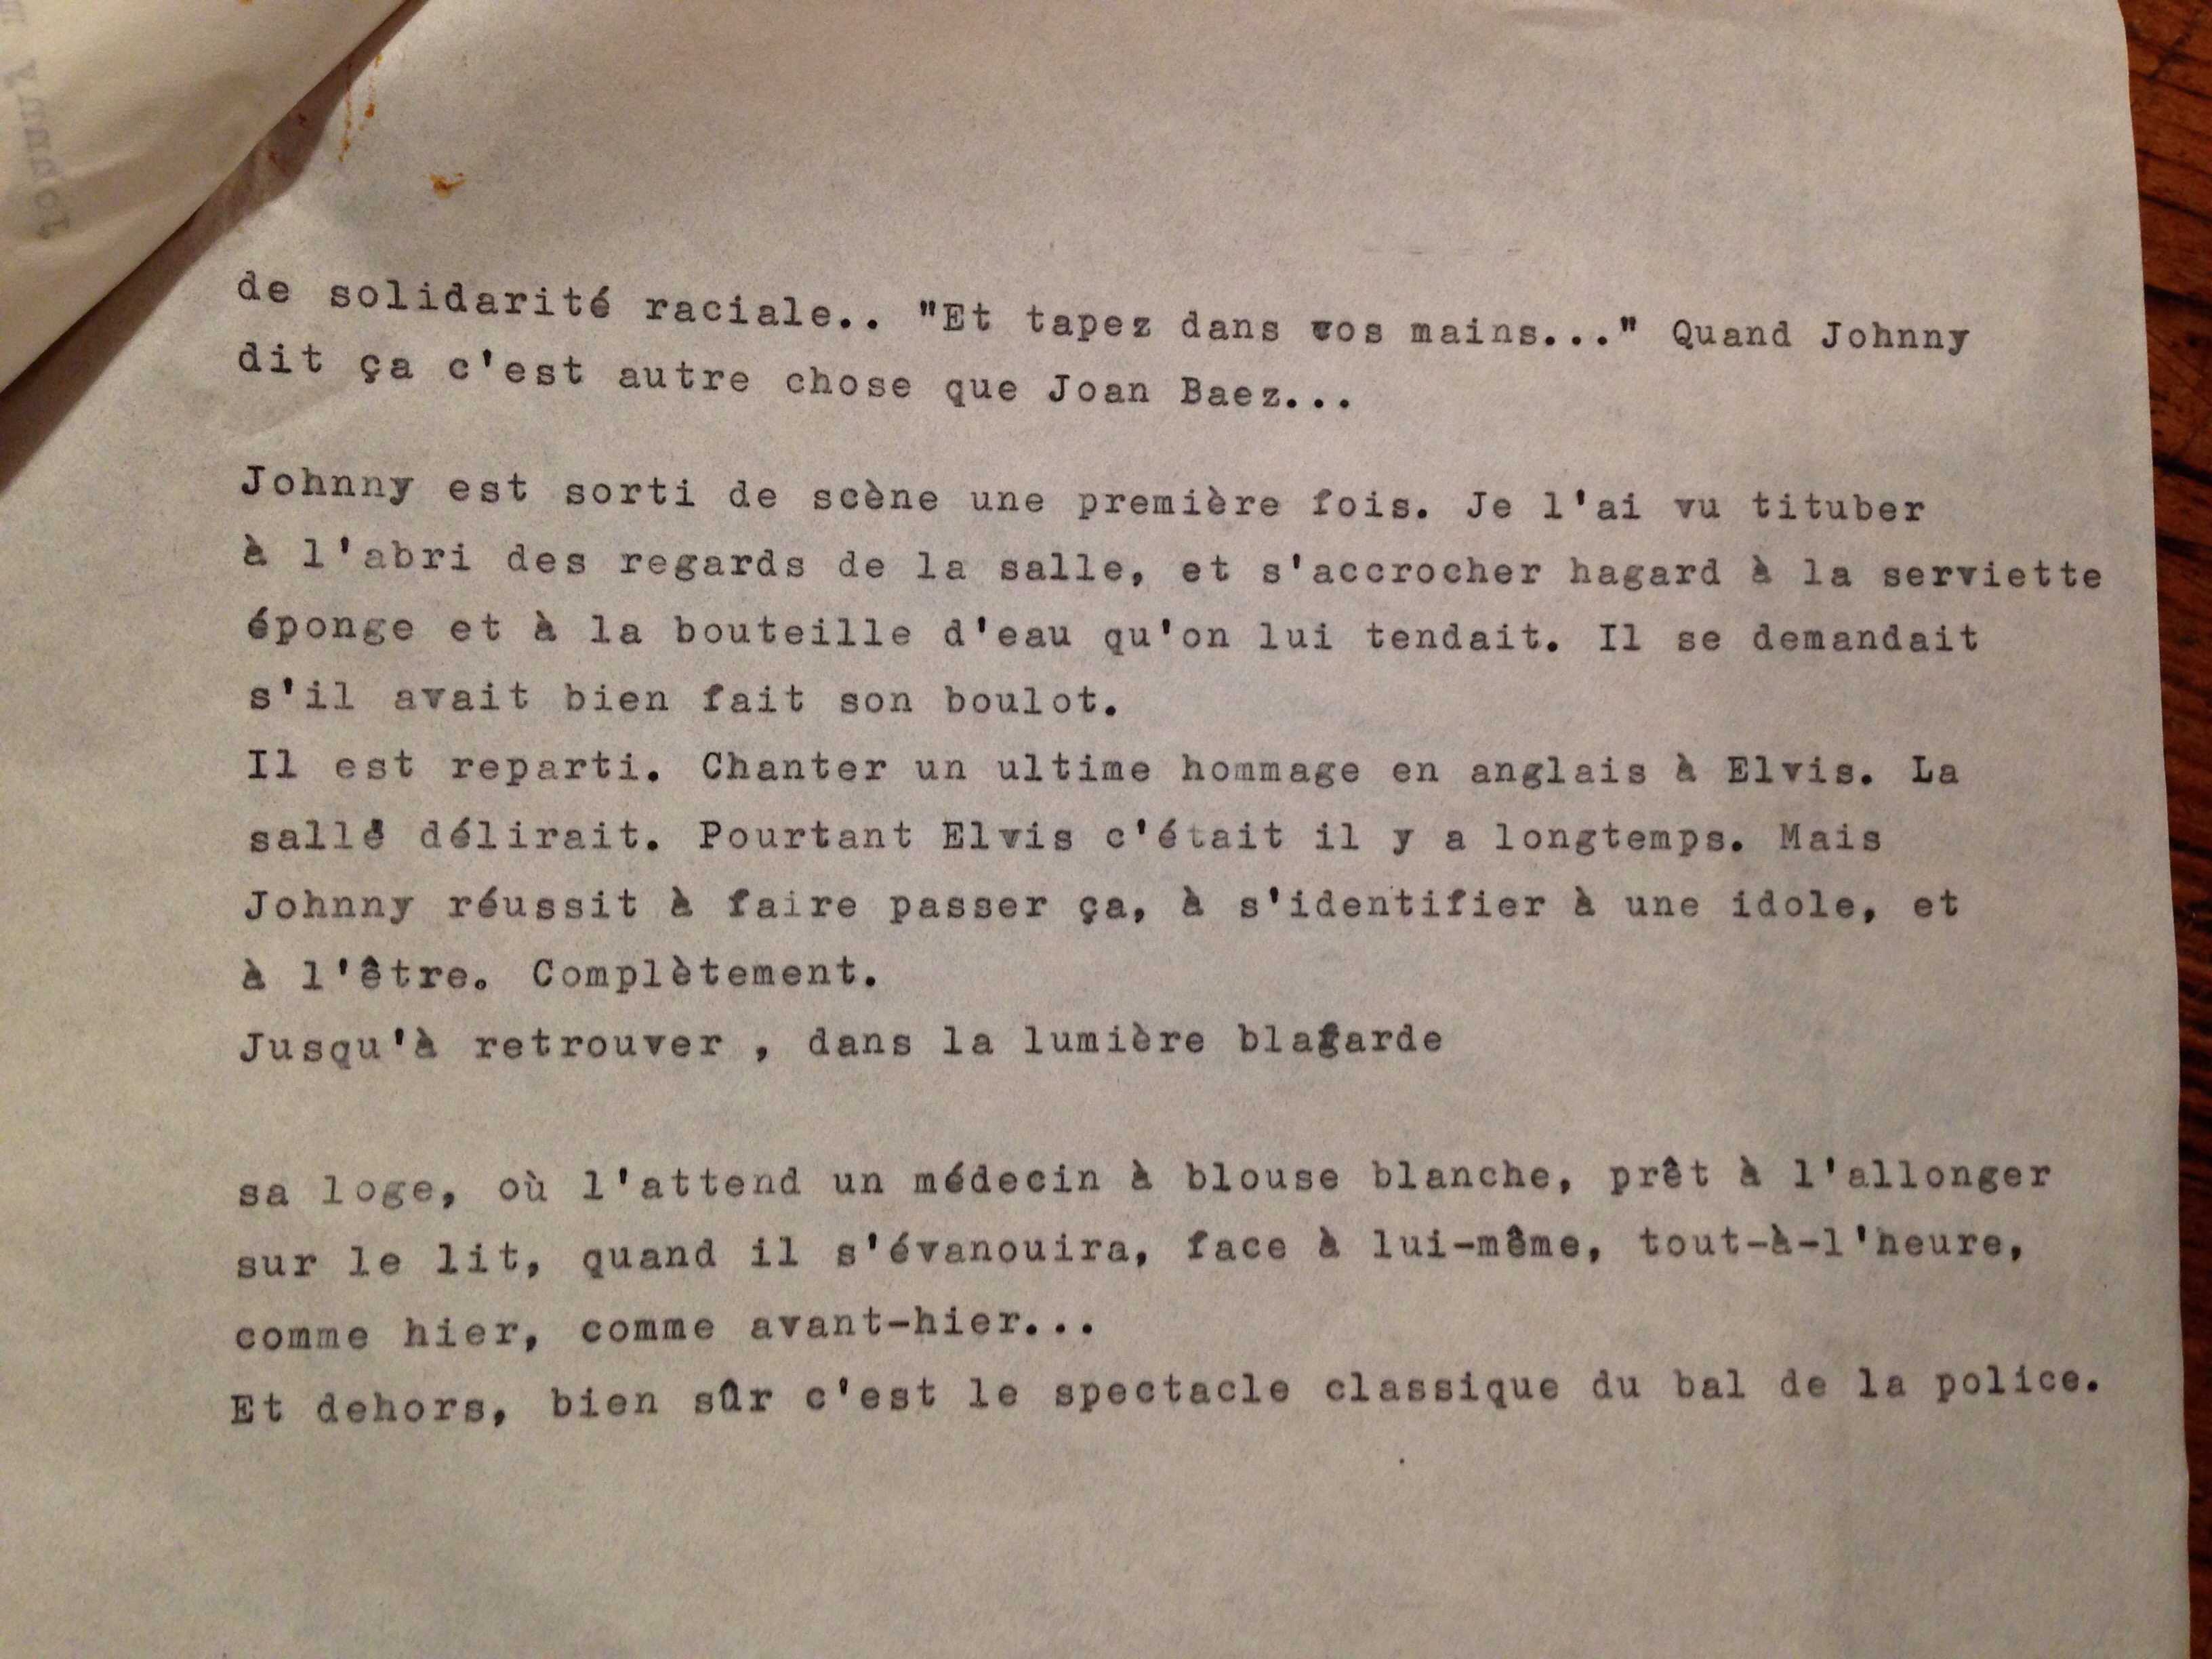 de solidarité raciale.. "Et tapez dans vos mains..." Quand Johnny
dit ça c'est autre chose que Joan Baez...
Johnny est sorti de scène une première fois. Je l'ai vu tituber
à l'abri des regards de la salle, et s'accrocher hagard à la serviette
éponge et à la bouteille d'eau qu'on lui tendait. Il se demandait
s'il avait bien fait son boulot.
Il est reparti. Chanter un ultime hommage en anglais à Elvis. La
salle délirait. Pourtant Elvis c'était il y a longtemps. Mais
Johnny réussit à faire passer ça, à s'identifier à une idole, et
à l'être. Complètement.
Jusqu'à retrouver , dans la lumière blafarde
sa loge, où l'attend un médecin à blouse blanche, prêt à l'allonger
sur le lit, quand il s'évanouira, face à lui-même, tout-à-l'heure,
comme hier, comme avant-hier...
Et dehors, bien sûr c'est le spectacle classique du bal de la police.